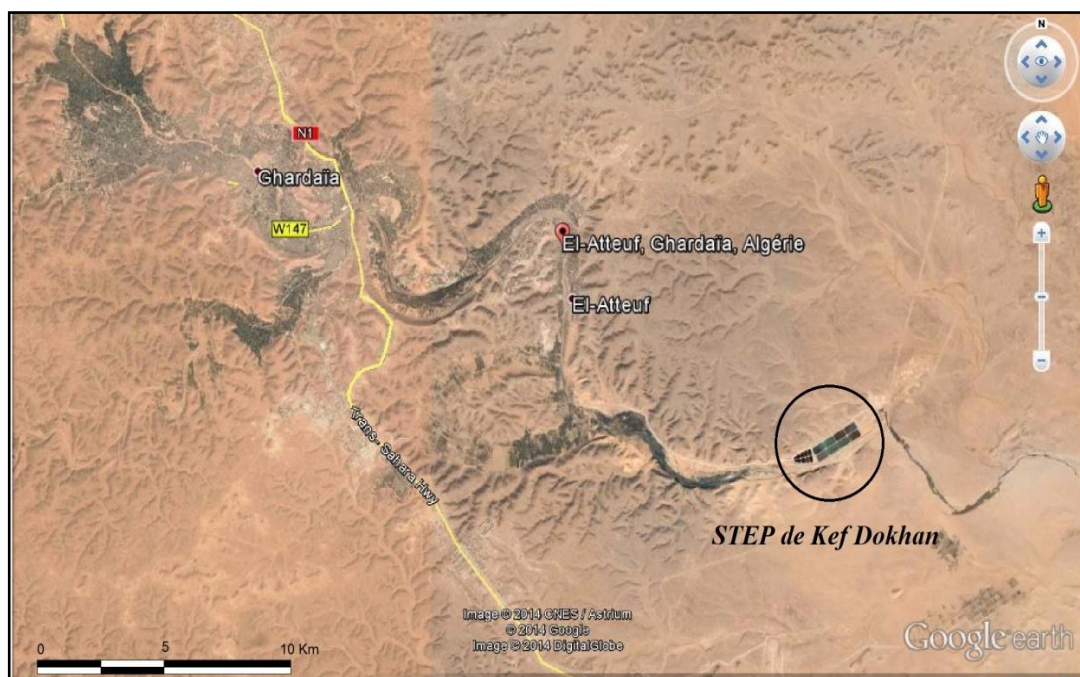 N
N1
Ghardaïa
W147
El-Atteuf, Ghardaïa, Algérie
El-Atteuf
Trans-Sahara Hwy
STEP de Kef Dokhan
Image © 2014 CNES / Astrium
© 2014 Google
Image © 2014 DigitalGlobe
Google earth
0 5 10 Km